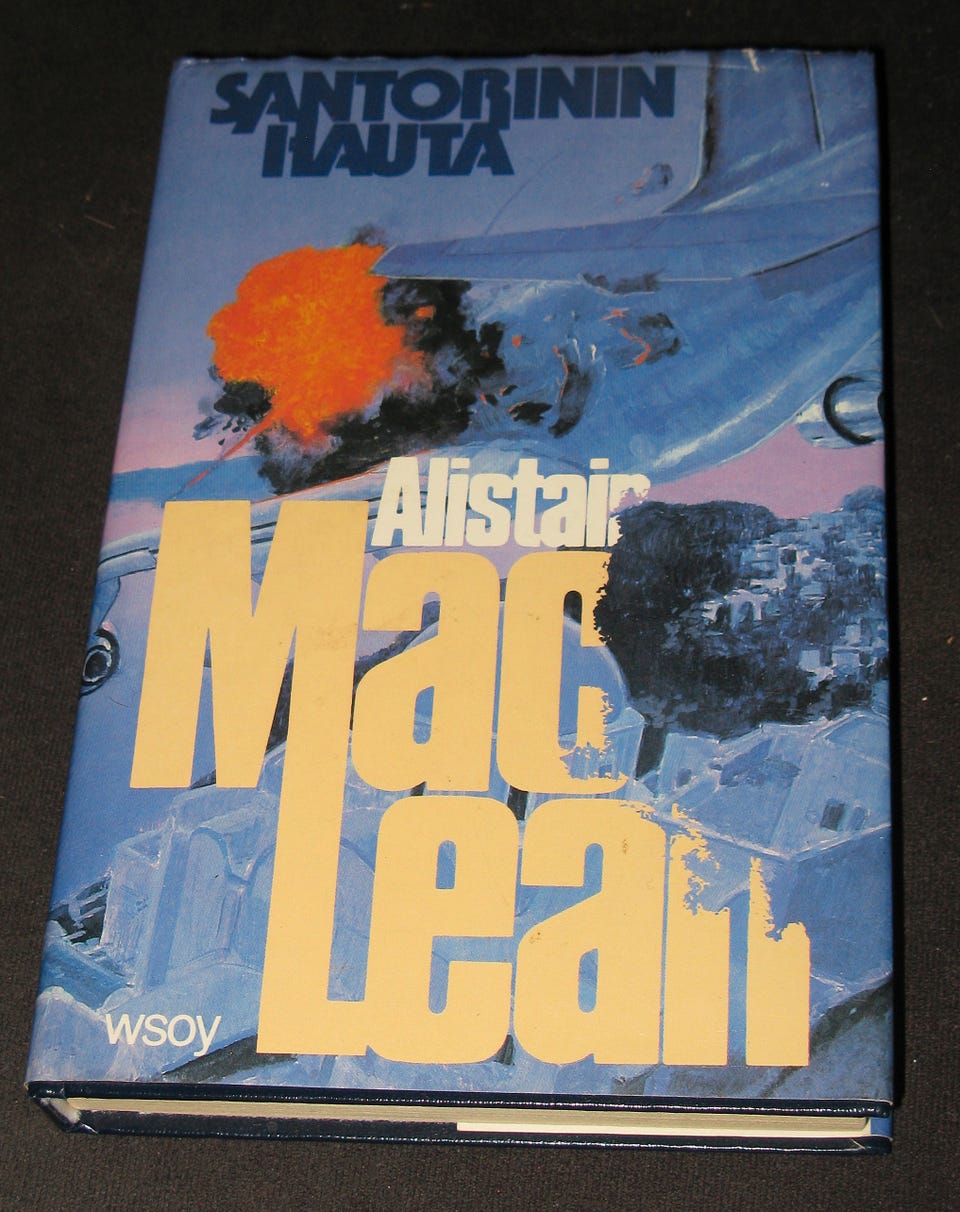 SANTORININ
HAUTA
Alistair
Mac
Lean
wsoy